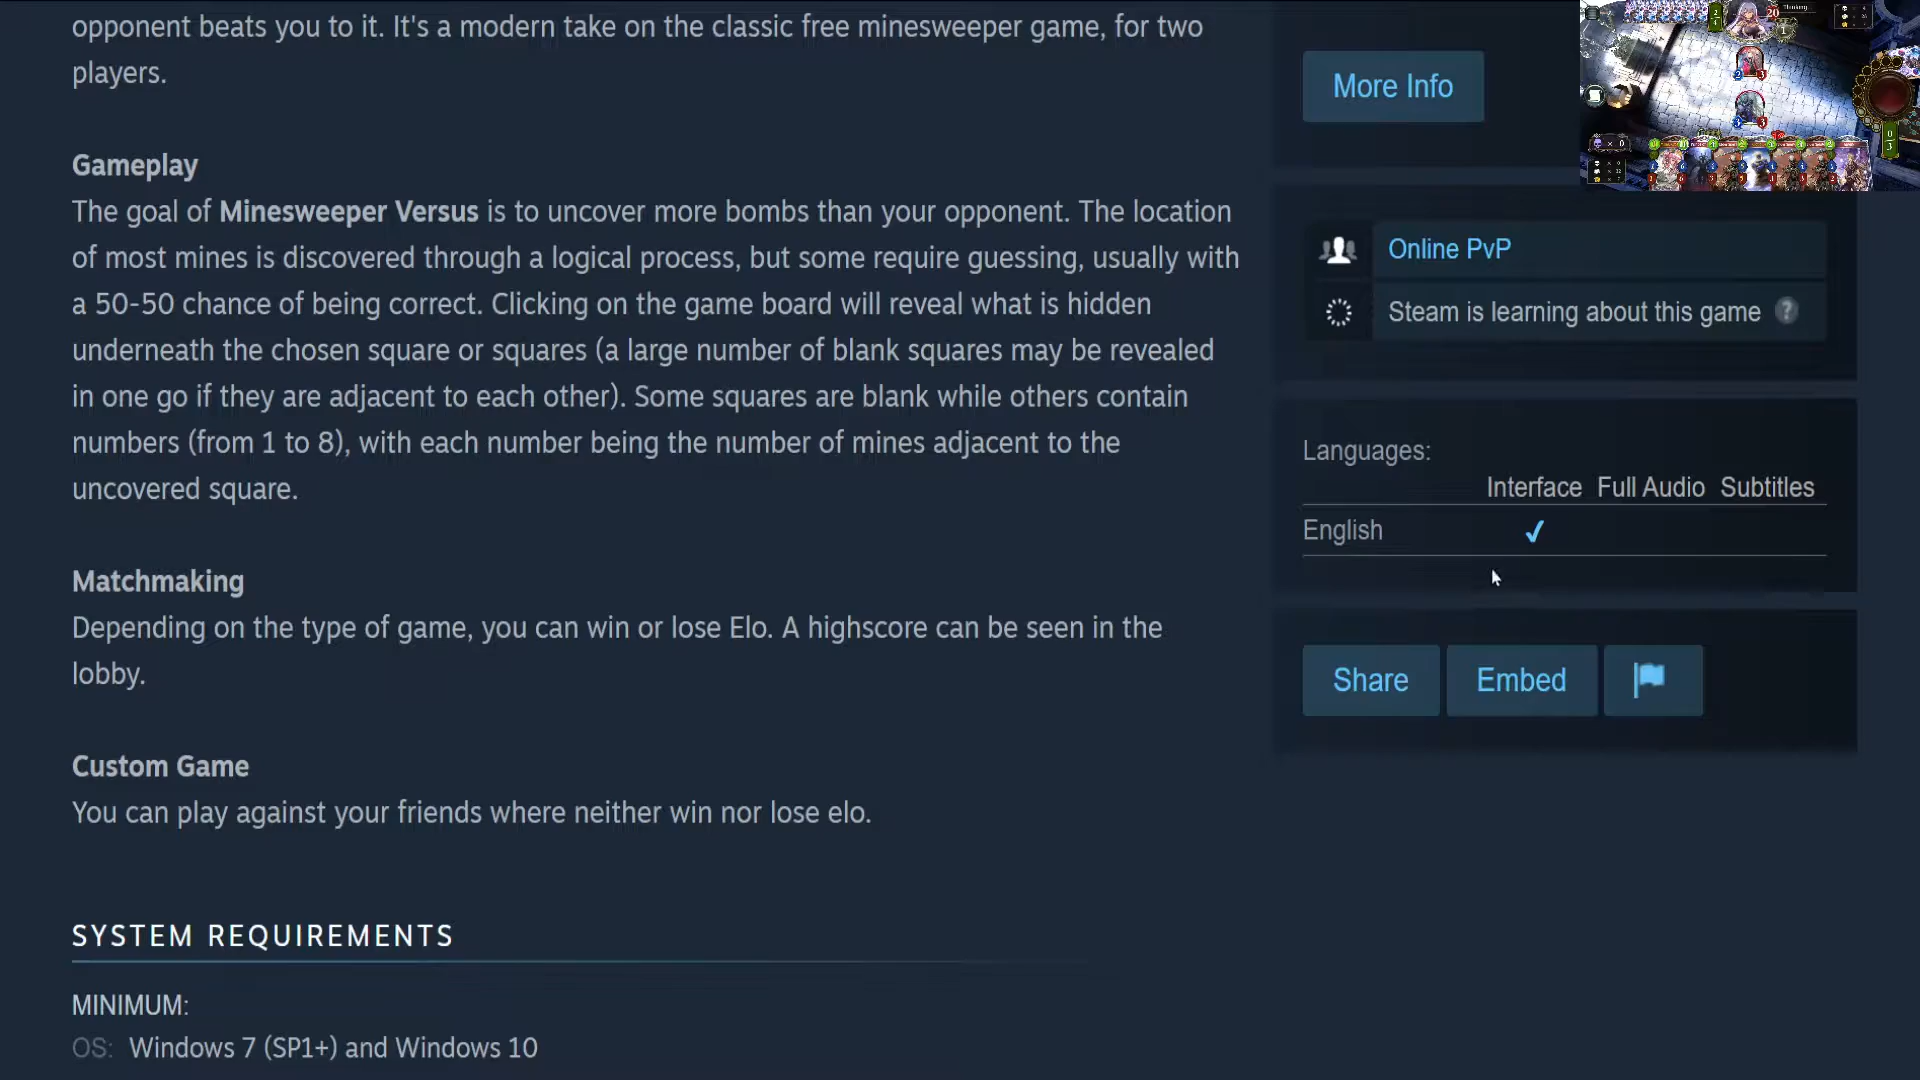 opponent beats you to it. It's a modern take on the classic free minesweeper game, for two
players.
Gameplay
The goal of Minesweeper Versus is to uncover more bombs than your opponent. The location
of most mines is discovered through a logical process, but some require guessing, usually with
a 50-50 chance of being correct. Clicking on the game board will reveal what is hidden
underneath the chosen square or squares (a large number of blank squares may be revealed
in one go if they are adjacent to each other). Some squares are blank while others contain
numbers (from 1 to 8), with each number being the number of mines adjacent to the
uncovered square.
Matchmaking
Depending on the type of game, you can win or lose Elo. A highscore can be seen in the
lobby.
Custom Game
You can play against your friends where neither win nor lose elo.
SYSTEM REQUIREMENTS
MINIMUM:
OS: Windows 7 (SP1+) and Windows 10
More Info
Online PvP
Steam is learning about this game ?
Languages:
Interface Full Audio Subtitles
English ✓
Share Embed
20
Thinking...